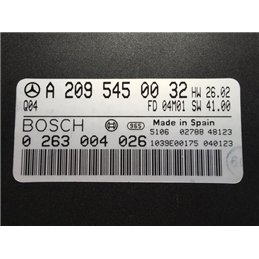 A 209 545 00 32 HW 26.02
Q04 FD 04M01 SW 41.00
BOSCH 965 Made in Spain
5106 02788 48123
0 263 004 026 1039E00175 040123